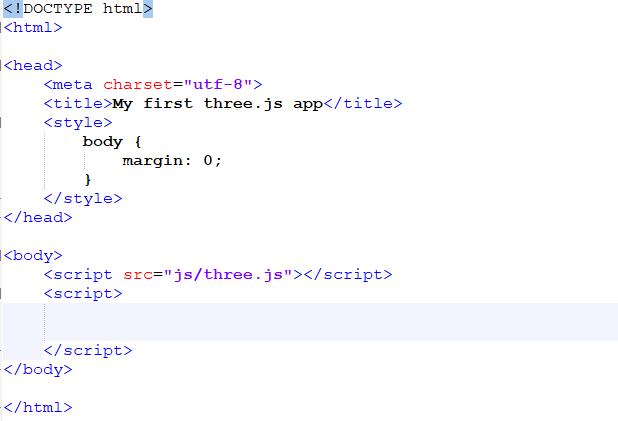 <!DOCTYPE html>
<html>
<head>
<meta charset="utf-8">
<title>My first three.js app</title>
<style>
body {
margin: 0;
}
</style>
</head>
<body>
<script src="js/three.js"></script>
<script>
</script>
</body>
</html>